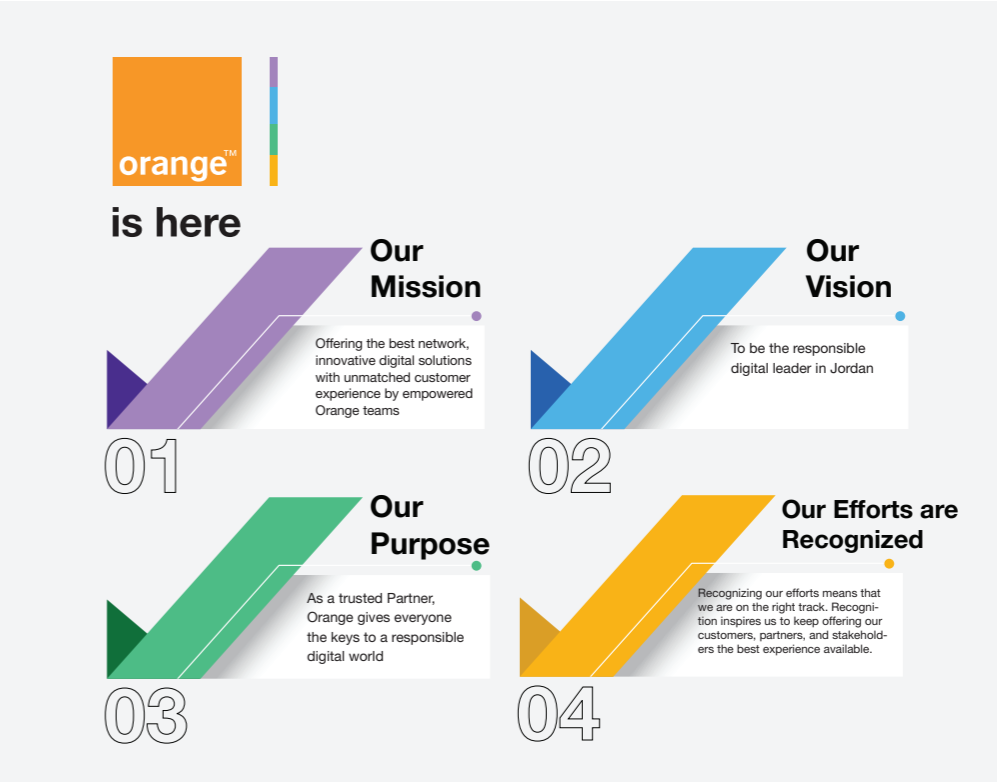 orange™
is here
Our
Mission
Offering the best network,
innovative digital solutions
with unmatched customer
experience by empowered
Orange teams
01
Our
Vision
To be the responsible
digital leader in Jordan
02
Our
Purpose
As a trusted Partner,
Orange gives everyone
the keys to a responsible
digital world
03
Our Efforts are
Recognized
Recognizing our efforts means that
we are on the right track. Recogni-
tion inspires us to keep offering our
customers, partners, and stakehold-
ers the best experience available.
04